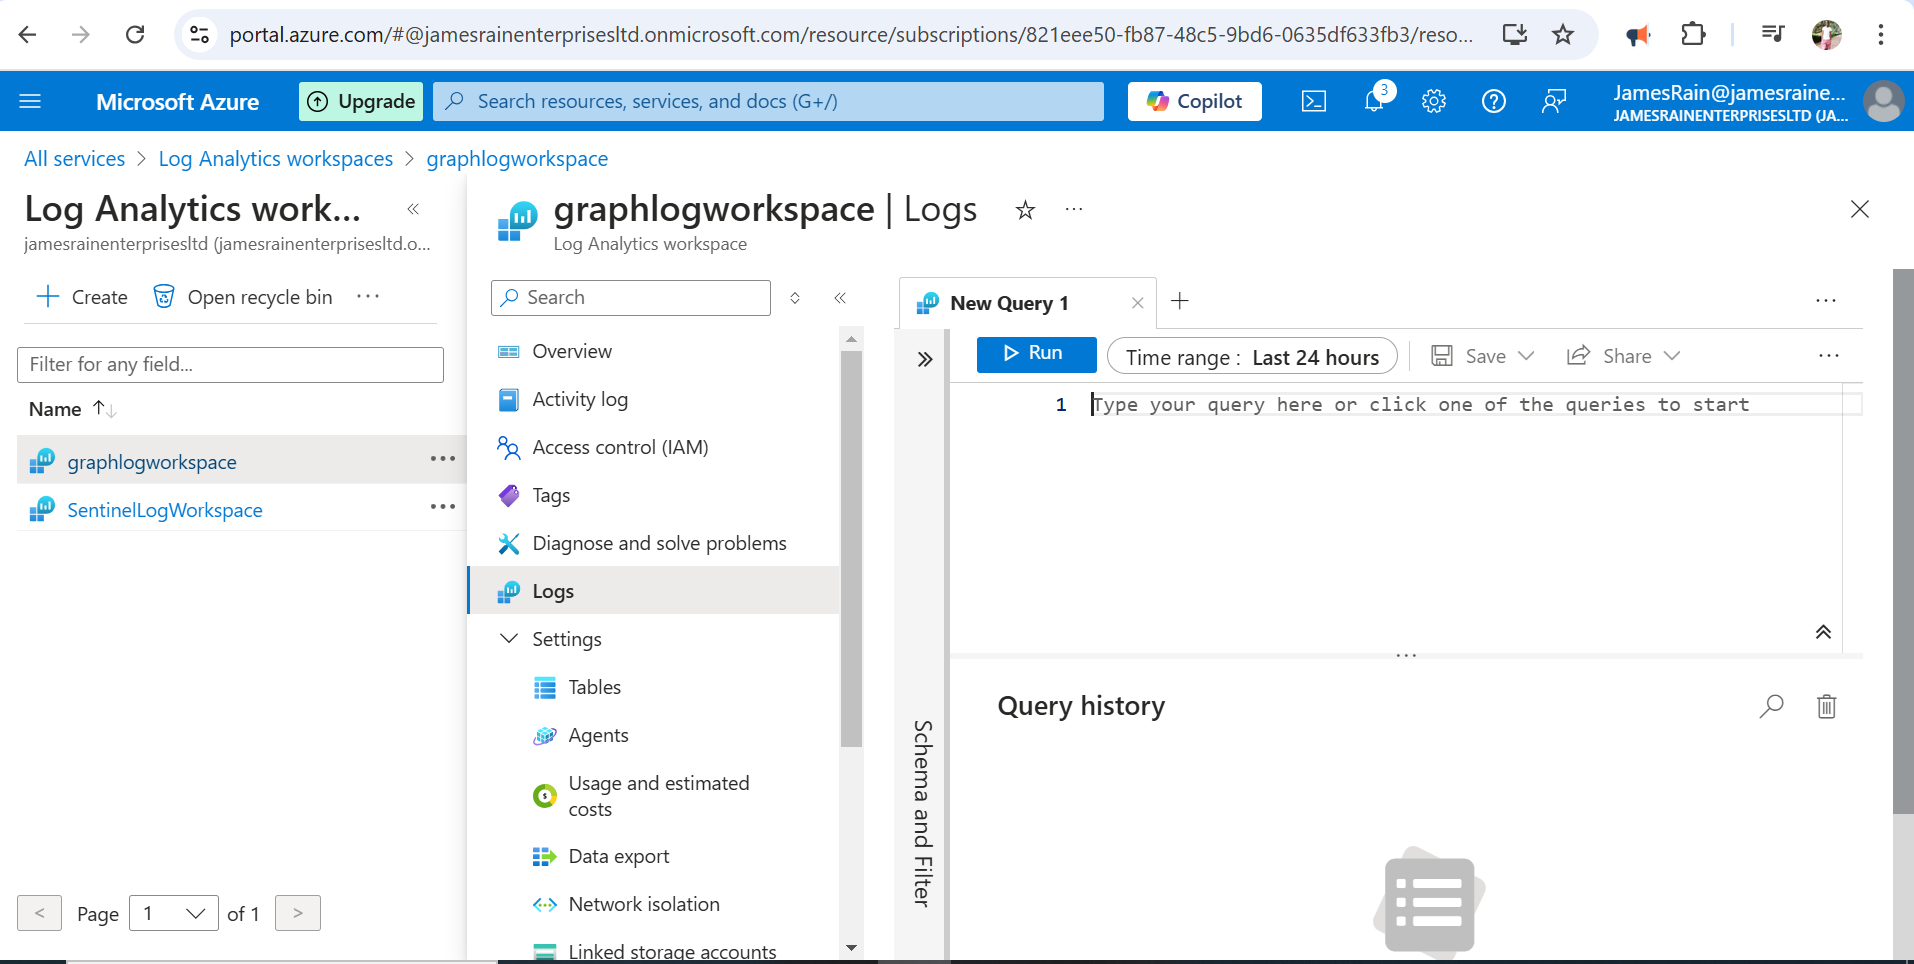 portal.azure.com/#@jamesrainenterprisesltd.onmicrosoft.com/resource/subscriptions/821eee50-fb87-48c5-9bd6-0635df633fb3/reso...
Microsoft Azure
Upgrade
Search resources, services, and docs (G+/)
Copilot
3
JamesRain@jamesraine...
JAMESRAINENTERPRISESLTD (JA...
All services > Log Analytics workspaces > graphlogworkspace
Log Analytics work...
jamesrainenterprisesltd (jamesrainenterprisesltd.o...
Create
Open recycle bin
Filter for any field...
Name
graphlogworkspace
SentinelLogWorkspace
Page 1 of 1
graphlogworkspace | Logs
Log Analytics workspace
Search
Overview
Activity log
Access control (IAM)
Tags
Diagnose and solve problems
Logs
Settings
Tables
Agents
Usage and estimated
costs
Data export
Network isolation
Linked storage accounts
New Query 1
Run
Time range : Last 24 hours
Save
Share
1 Type your query here or click one of the queries to start
Schema and Filter
Query history